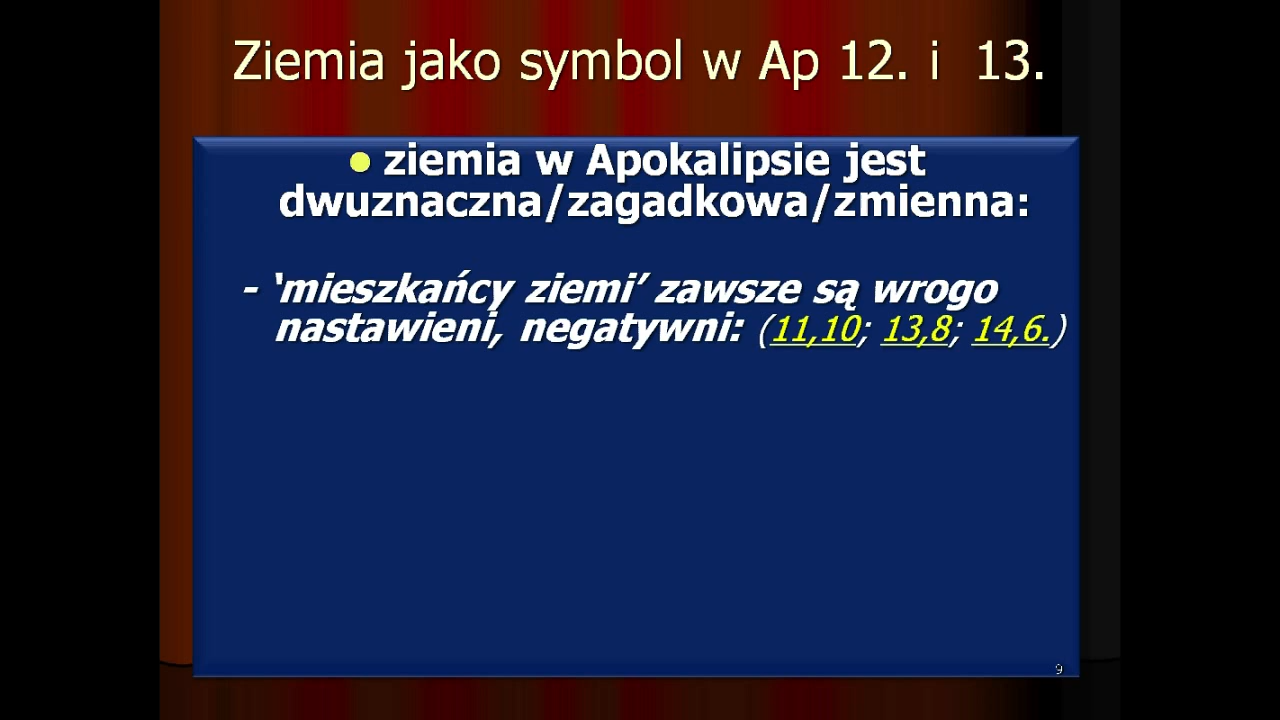 Ziemia jako symbol w Ap 12. i 13.
● ziemia w Apokalipsie jest
dwuznaczna/zagadkowa/zmienna:
- ‘mieszkańcy ziemi’ zawsze są wrogo
nastawieni, negatywni: (11,10; 13,8; 14,6.)
9